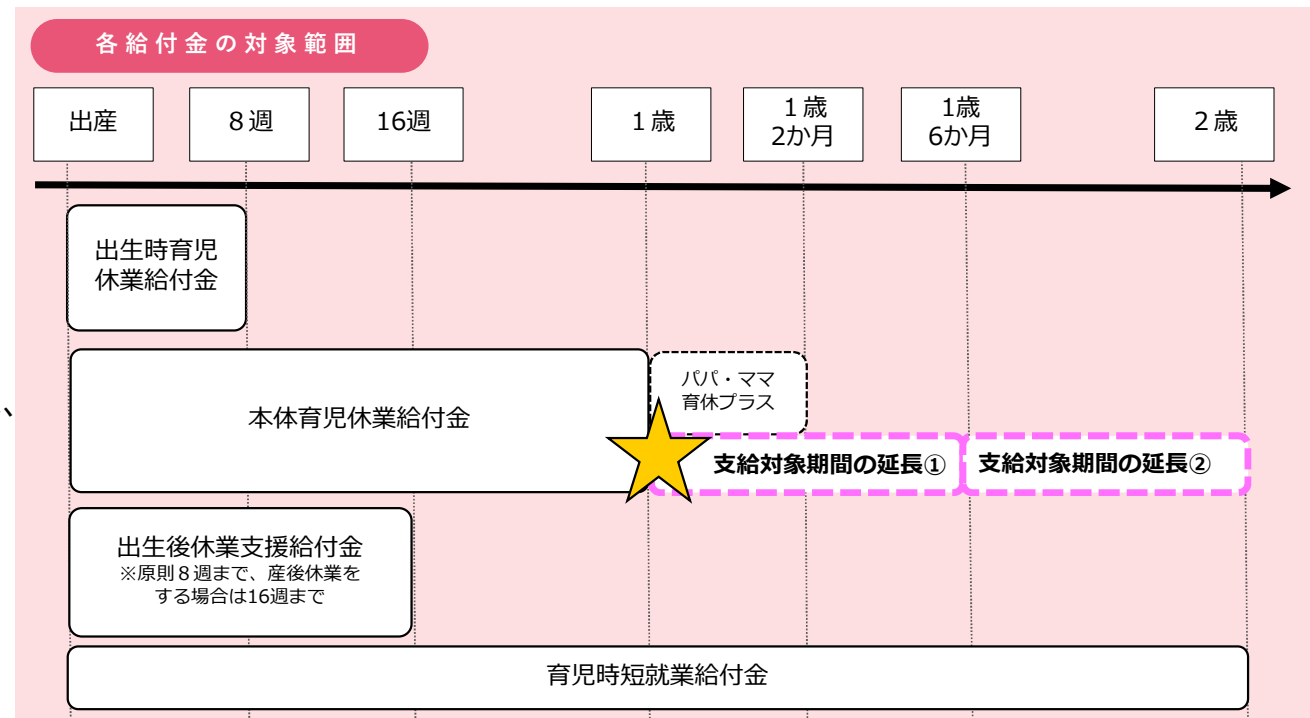 各給付金の対象範囲
出産
８週
16週
１歳
１歳
2か月
1歳
6か月
２歳
出生時育児
休業給付金
本体育児休業給付金
パパ・ママ
育休プラス
、
支給対象期間の延長①
支給対象期間の延長②
出生後休業支援給付金
※原則８週まで、産後休業を
する場合は16週まで
育児時短就業給付金